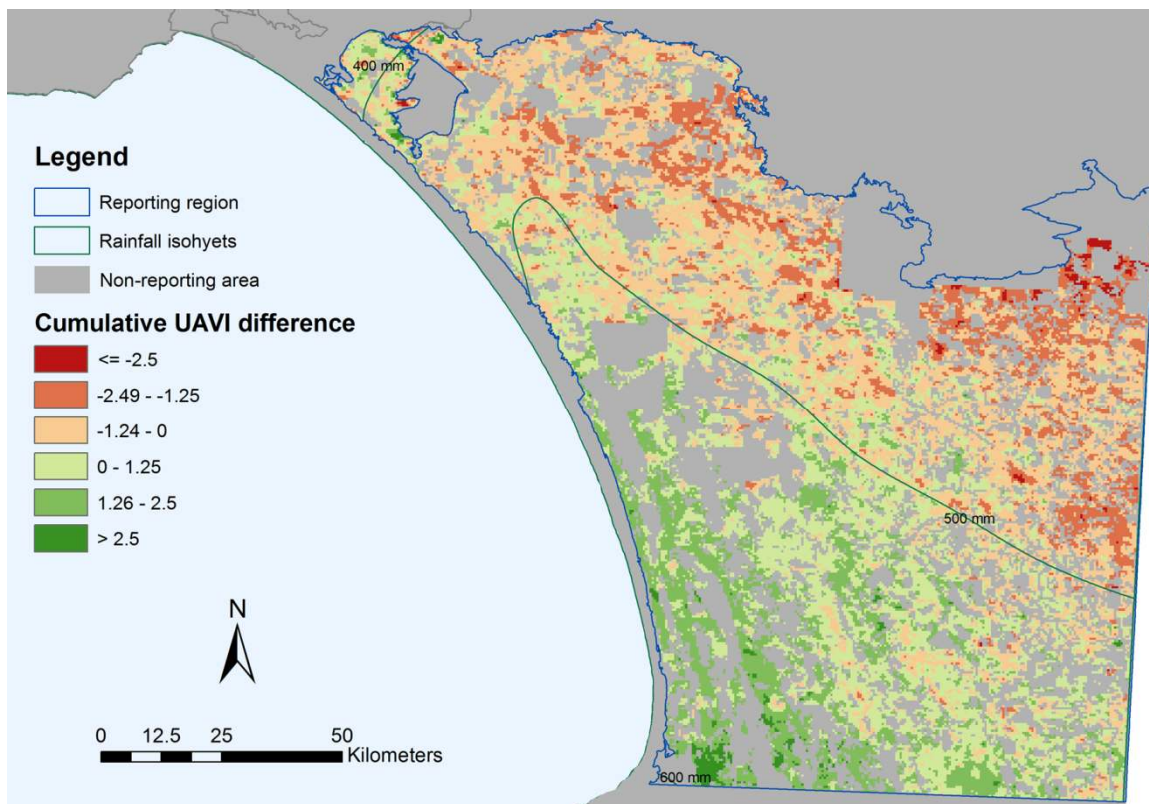 400 mm
Legend
Reporting region
Rainfall isohyets
Non-reporting area
Cumulative UAVI difference
<= -2.5
-2.49 - -1.25
-1.24 - 0
0 - 1.25
1.26 - 2.5
> 2.5
500 mm
N
0 12.5 25 50
Kilometers
600 mm